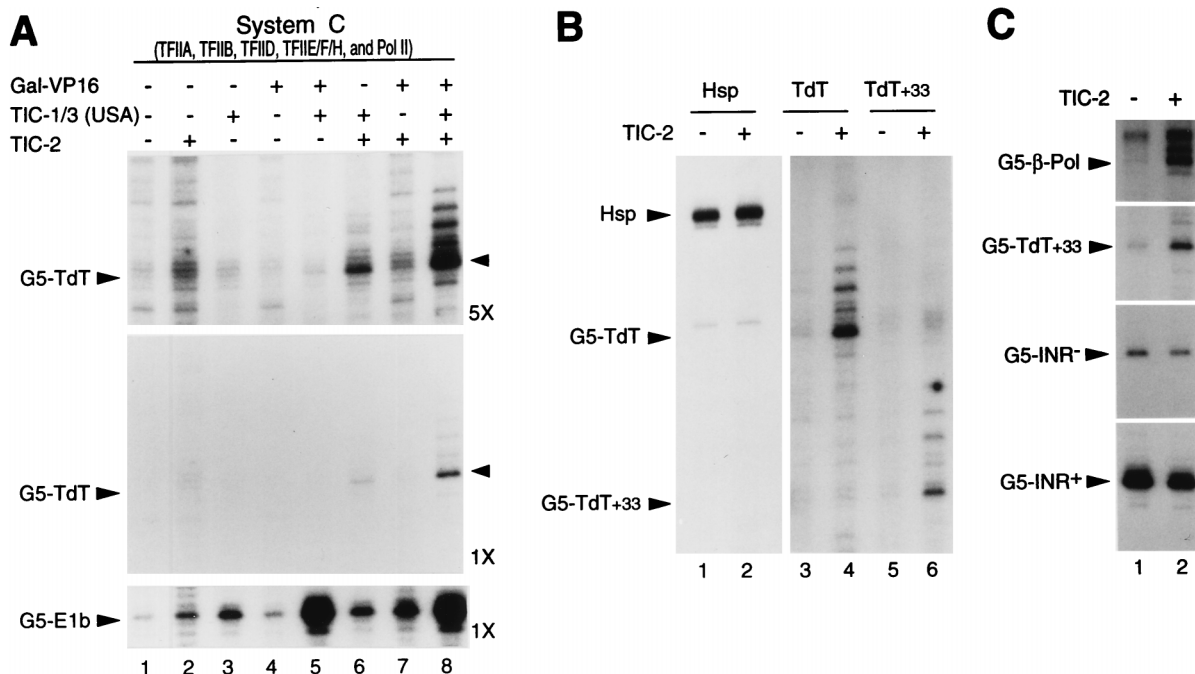 A
System C
(TFIIA, TFIIB, TFIID, TFIIE/F/H, and Pol II)
Gal-VP16 - - - + + - + +
TIC-1/3 (USA) - - + - + + - +
TIC-2 - + - - - + + +
G5-TdT
5X
G5-TdT
1X
G5-E1b
1X
1 2 3 4 5 6 7 8
B
Hsp TdT TdT+33
TIC-2 - + - + - +
Hsp
G5-TdT
G5-TdT+33
1 2 3 4 5 6
C
TIC-2 - +
G5-β-Pol
G5-TdT+33
G5-INR-
G5-INR+
1 2